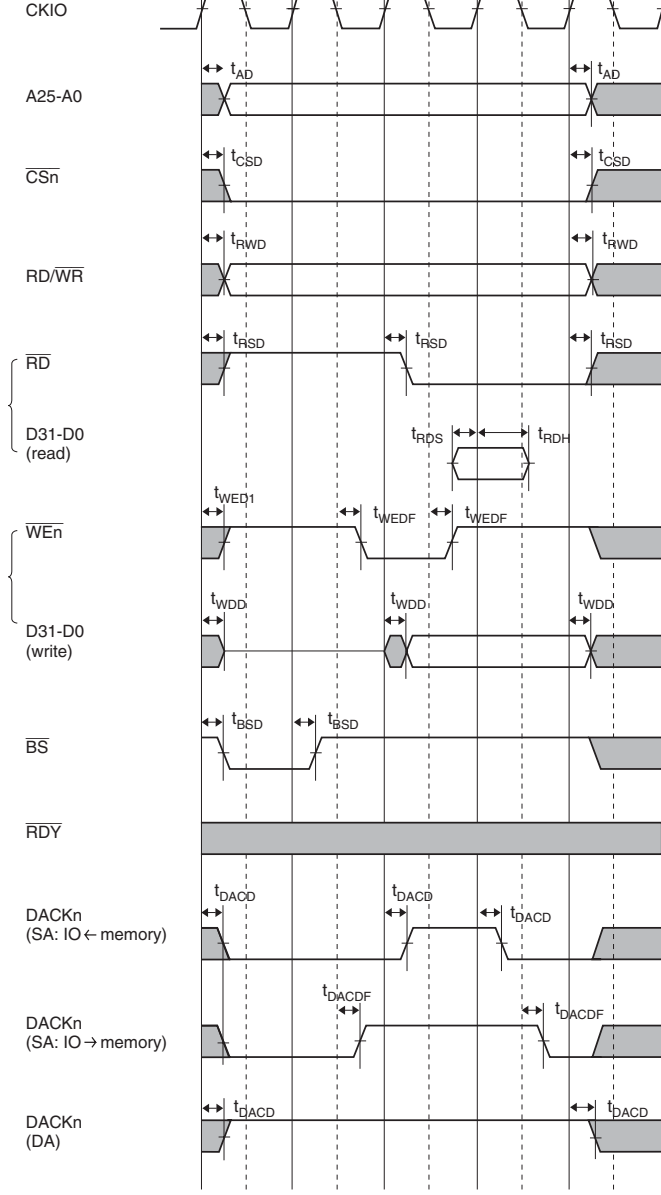 CKIO
tAD tAD
A25-A0
tCSD tCSD
CSn
tRWD tRWD
RD/WR
tRSD tRSD tRSD
RD
D31-D0
(read)
tRDS tRDH
tWED1
tWEDF tWEDF
WEn
tWDD tWDD tWDD
D31-D0
(write)
tBSD tBSD
BS
RDY
tDACD tDACD tDACD
DACKn
(SA: IO ← memory)
tDACDF tDACDF
DACKn
(SA: IO → memory)
tDACD tDACD
DACKn
(DA)